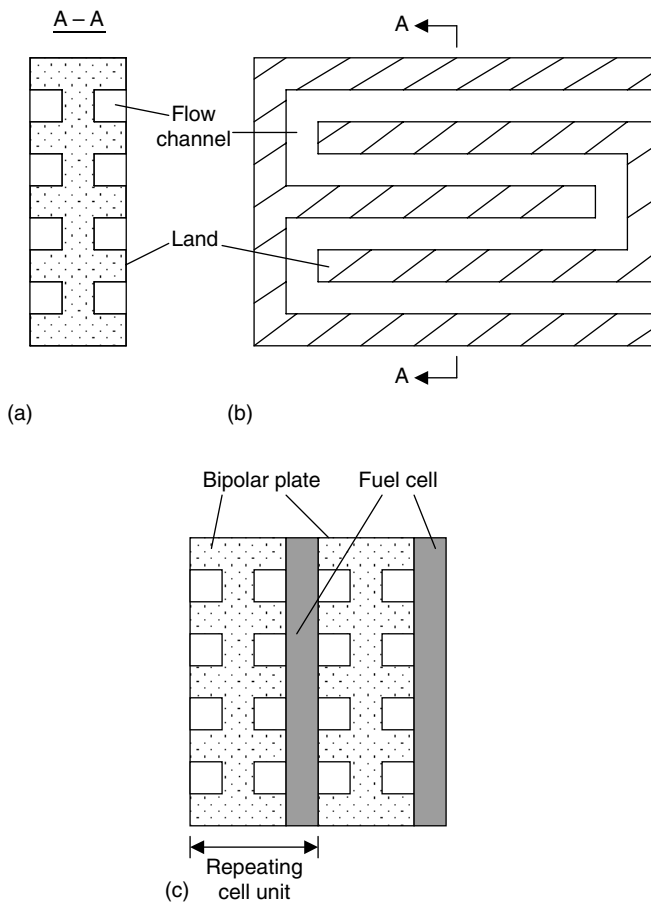 A – A
A
Flow
channel
Land
A
(a)
(b)
Bipolar plate
Fuel cell
Repeating
cell unit
(c)